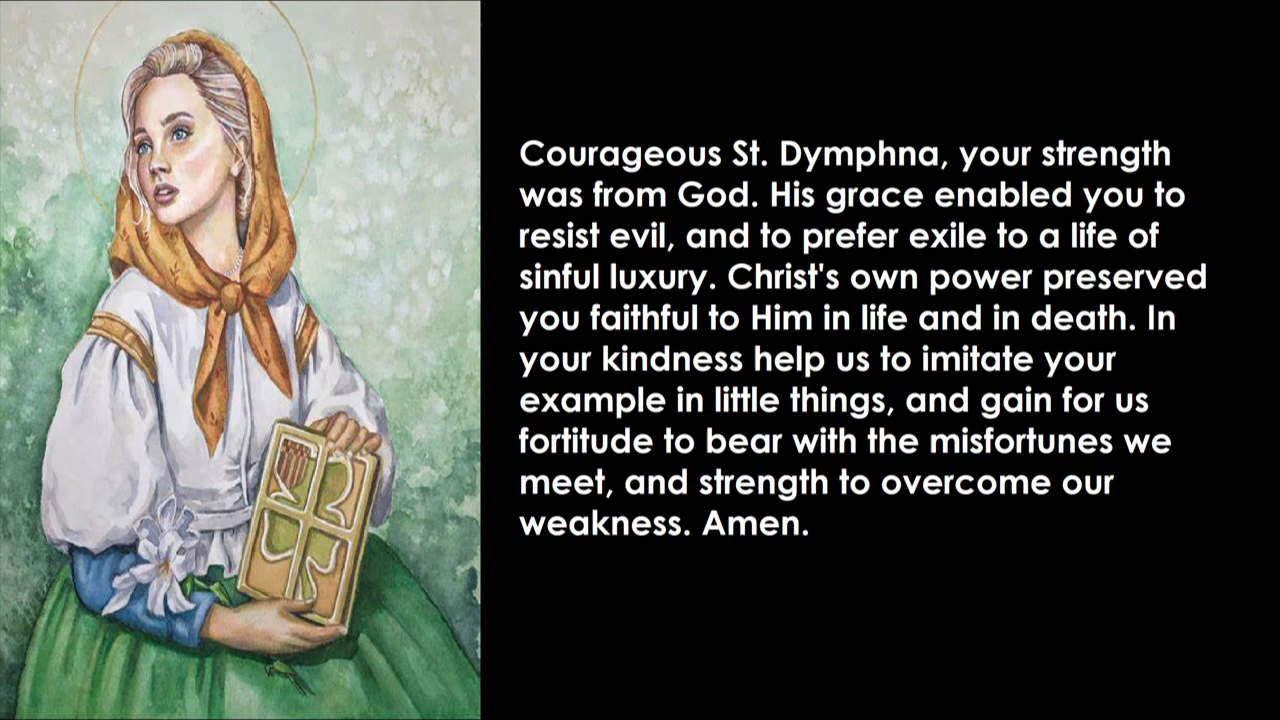 Courageous St. Dymphna, your strength
was from God. His grace enabled you to
resist evil, and to prefer exile to a life of
sinful luxury. Christ's own power preserved
you faithful to Him in life and in death. In
your kindness help us to imitate your
example in little things, and gain for us
fortitude to bear with the misfortunes we
meet, and strength to overcome our
weakness. Amen.